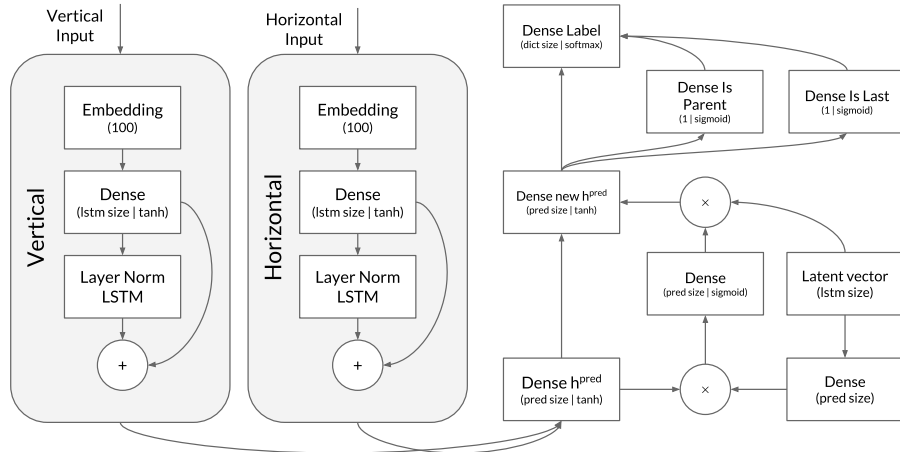 Vertical
Input
Vertical
Embedding
(100)
Dense
(lstm size | tanh)
Layer Norm
LSTM
+
Horizontal
Input
Horizontal
Embedding
(100)
Dense
(lstm size | tanh)
Layer Norm
LSTM
+
Dense Label
(dict size | softmax)
Dense Is
Parent
(1 | sigmoid)
Dense Is Last
(1 | sigmoid)
Dense new hᵖʳᵉᵈ
(pred size | tanh)
×
Dense
(pred size | sigmoid)
Latent vector
(lstm size)
Dense hᵖʳᵉᵈ
(pred size | tanh)
×
Dense
(pred size)